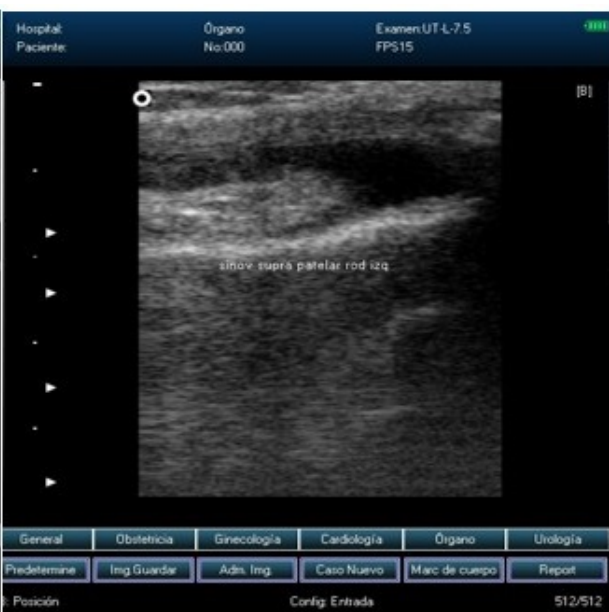 Hospital: Órgano Examen:UT-L-7.5
Paciente: No:000 FPS15
[B]
sinov supra patelar rod izq
General Obstetricia Ginecología Cardiología Órgano Urología
Predetermine Img.Guardar Adm. Img. Caso Nuevo Marc de cuerpo Report
: Posición Config: Entrada 512/512